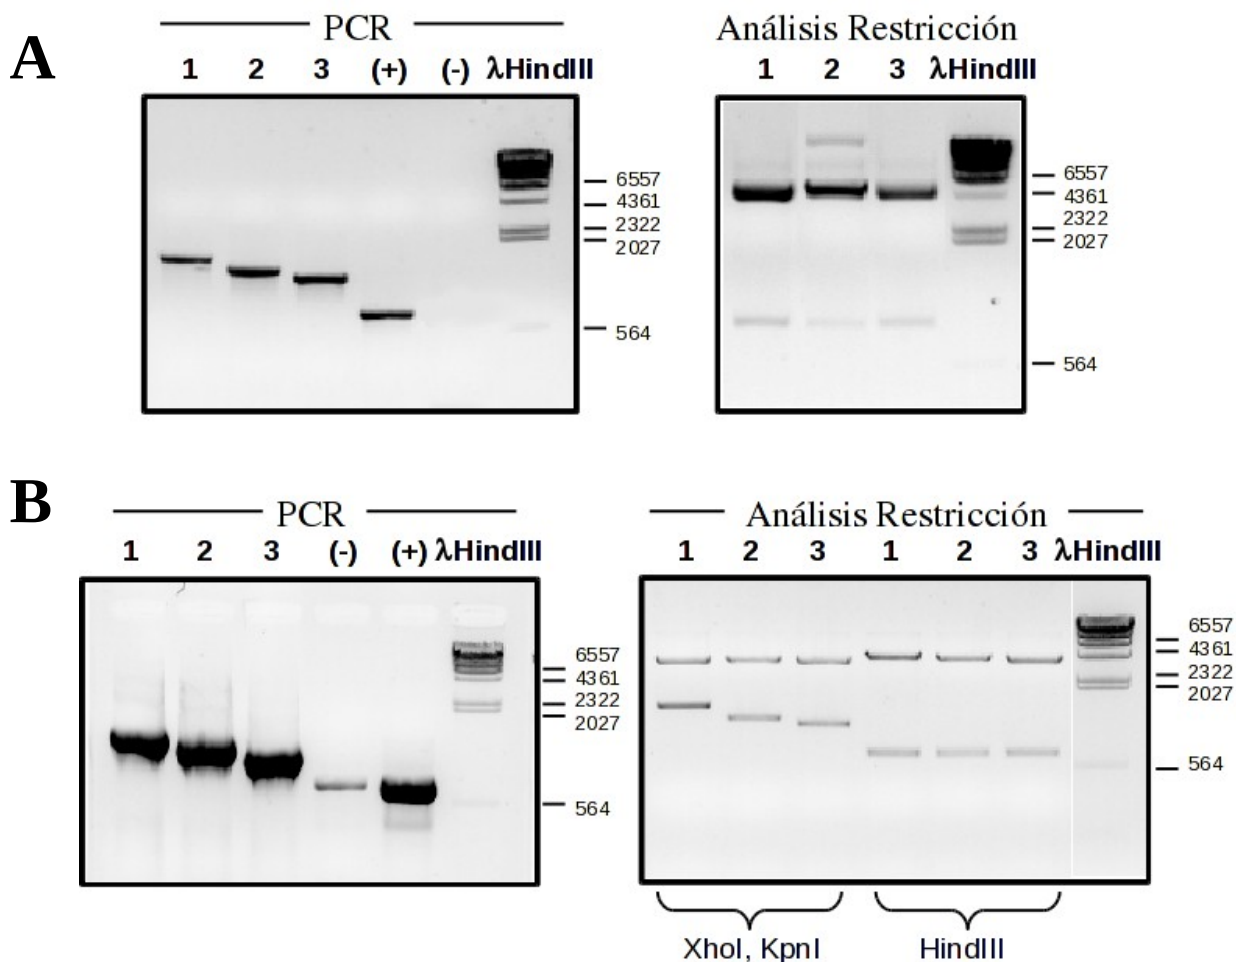 A
PCR
1 2 3 (+) (-) λHindIII
6557
4361
2322
2027
564
Análisis Restricción
1 2 3 λHindIII
6557
4361
2322
2027
564
B
PCR
1 2 3 (-) (+) λHindIII
6557
4361
2322
2027
564
Análisis Restricción
1 2 3 1 2 3 λHindIII
6557
4361
2322
2027
564
XhoI, KpnI HindIII